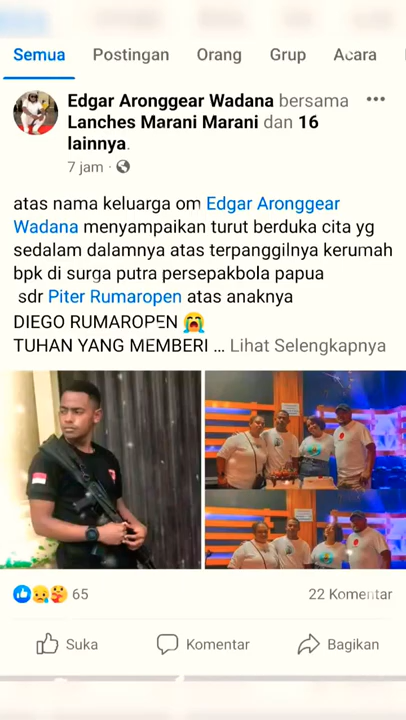 Semua Postingan Orang Grup Acara
Edgar Aronggear Wadana bersama
Lanches Marani Marani dan 16
lainnya.
7 jam ·
atas nama keluarga om Edgar Aronggear
Wadana menyampaikan turut berduka cita yg
sedalam dalamnya atas terpanggilnya kerumah
bpk di surga putra persepakbola papua
sdr Piter Rumaropen atas anaknya
DIEGO RUMAROPEN 😭
TUHAN YANG MEMBERI ... Lihat Selengkapnya
65 22 Komentar
Suka Komentar Bagikan